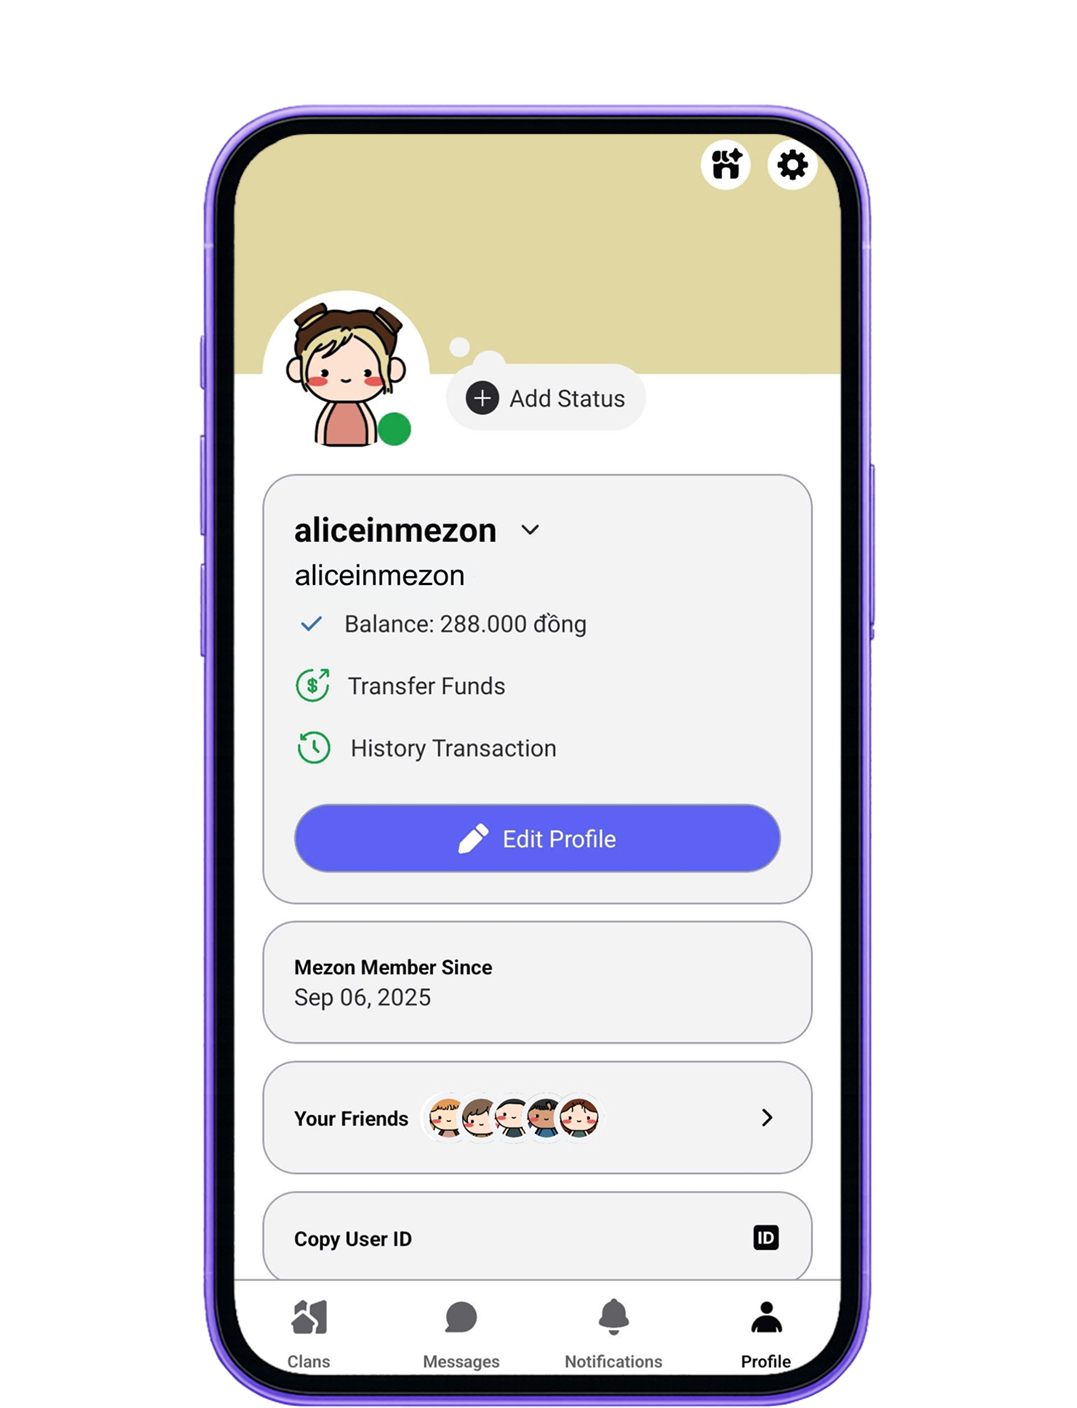 Add Status
aliceinmezon
aliceinmezon
Balance: 288.000 đồng
Transfer Funds
History Transaction
Edit Profile
Mezon Member Since
Sep 06, 2025
Your Friends
Copy User ID
ID
Clans
Messages
Notifications
Profile